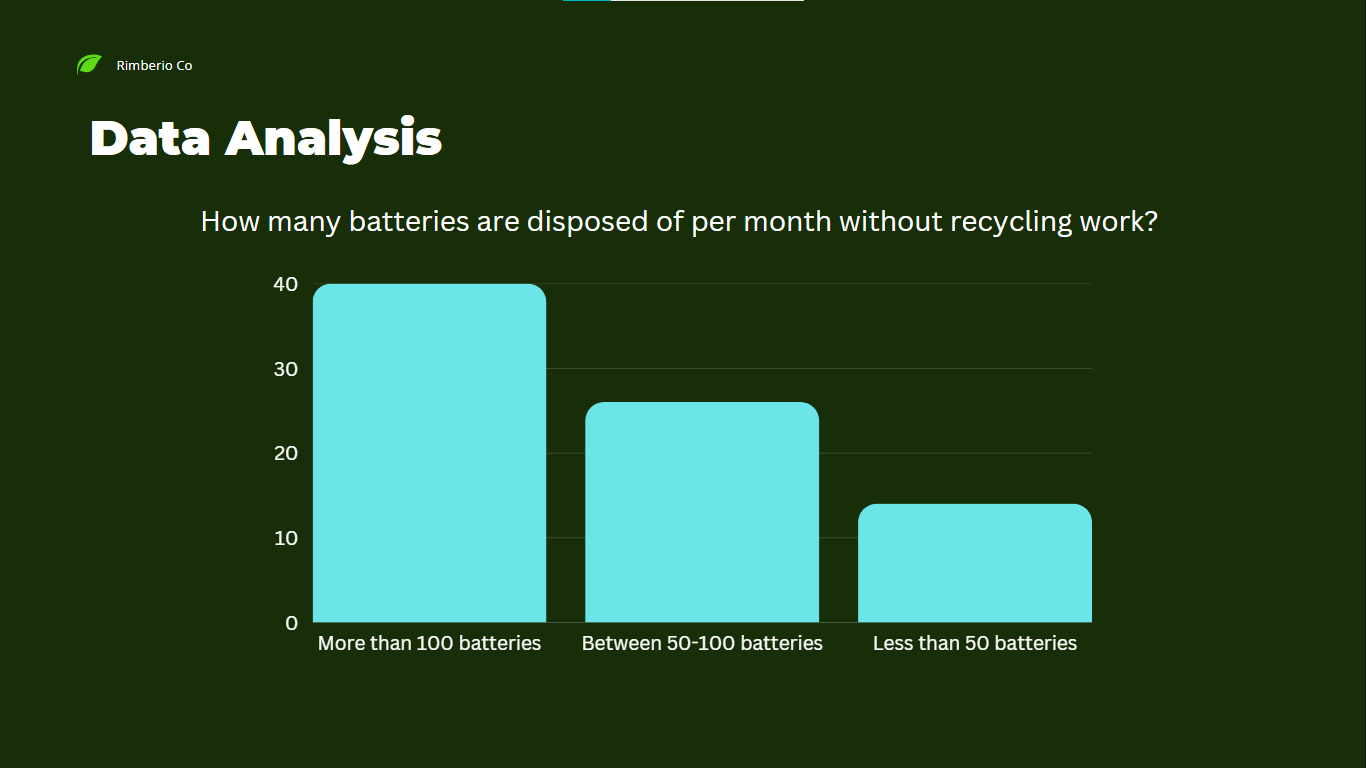 Rimberio Co
Data Analysis
How many batteries are disposed of per month without recycling work?
40
30
20
10
0
More than 100 batteries
Between 50-100 batteries
Less than 50 batteries